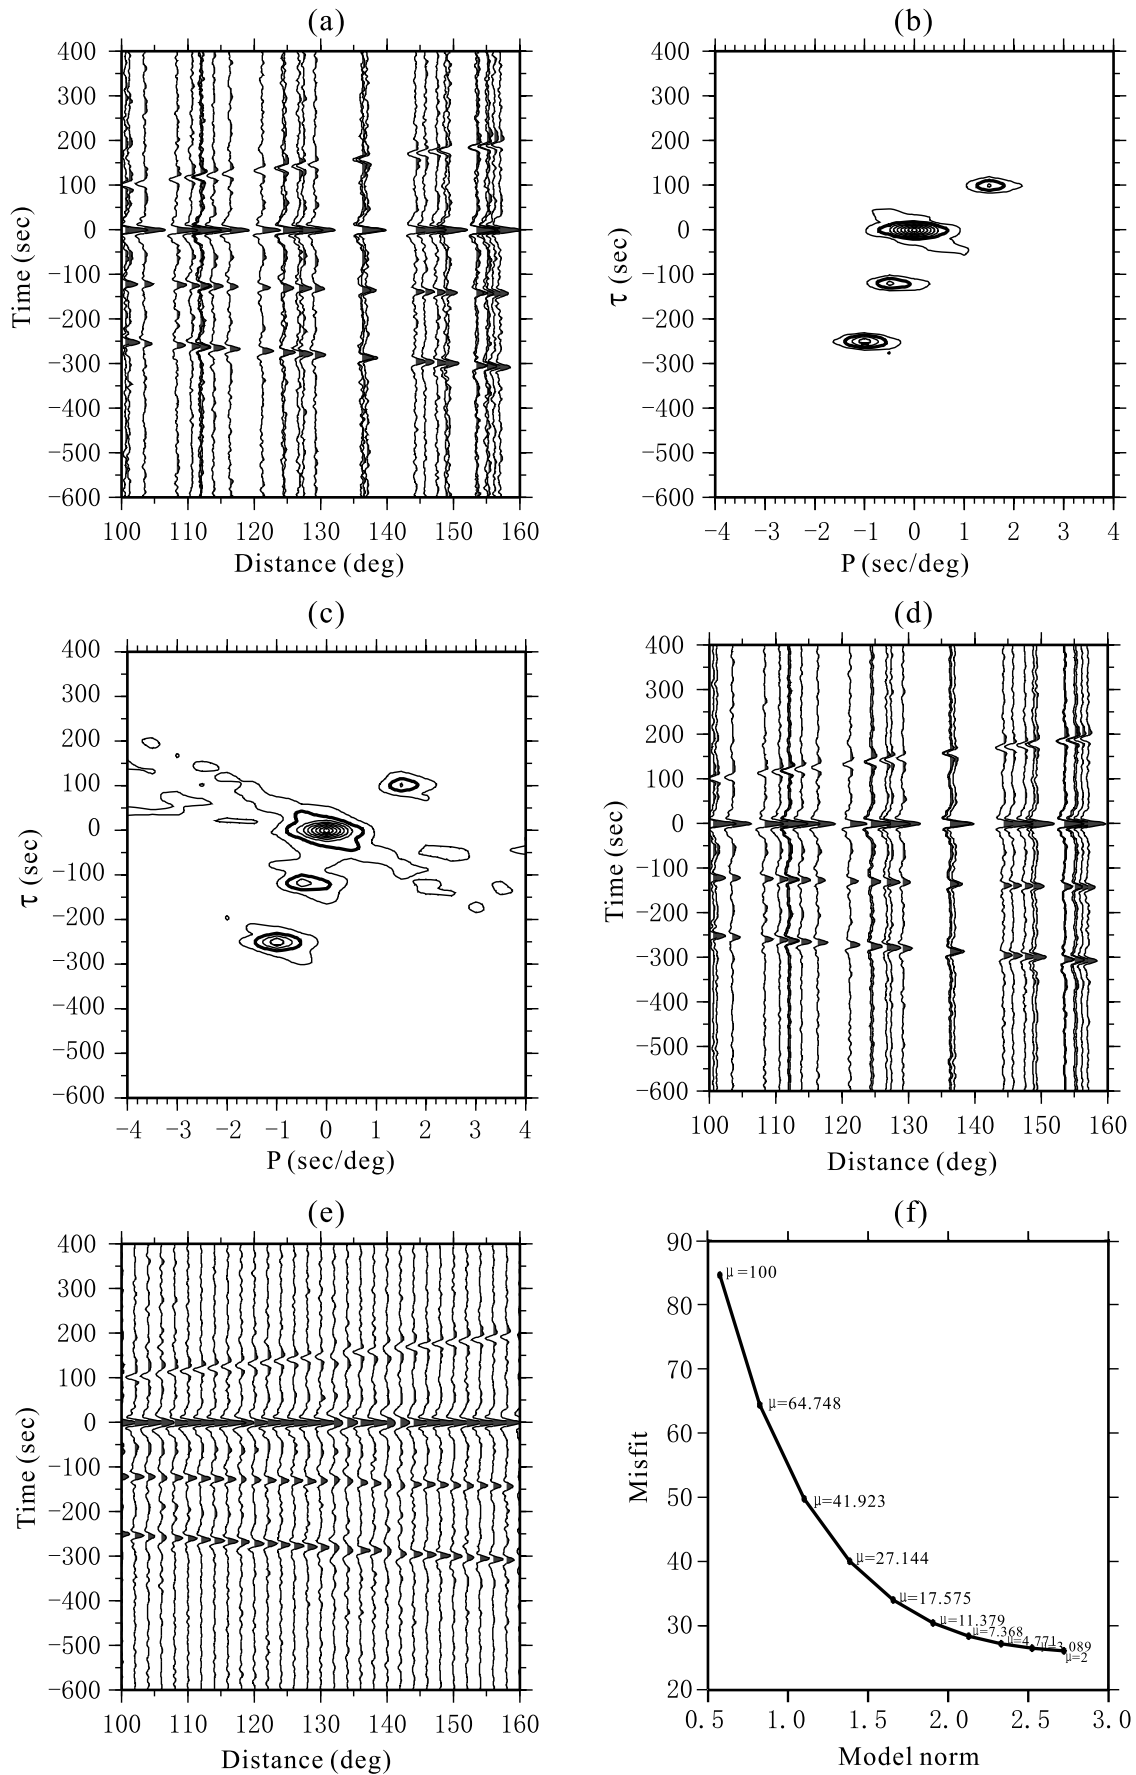 (a)
400
300
200
100
0
−100
−200
−300
−400
−500
−600
Time (sec)
100 110 120 130 140 150 160
Distance (deg)
(b)
400
300
200
100
0
−100
−200
−300
−400
−500
−600
τ (sec)
−4 −3 −2 −1 0 1 2 3 4
P (sec/deg)
(c)
400
300
200
100
0
−100
−200
−300
−400
−500
−600
τ (sec)
−4 −3 −2 −1 0 1 2 3 4
P (sec/deg)
(d)
400
300
200
100
0
−100
−200
−300
−400
−500
−600
Time (sec)
100 110 120 130 140 150 160
Distance (deg)
(e)
400
300
200
100
0
−100
−200
−300
−400
−500
−600
Time (sec)
100 110 120 130 140 150 160
Distance (deg)
(f)
90
80
70
60
50
40
30
20
Misfit
μ=100
μ=64.748
μ=41.923
μ=27.144
μ=17.575
μ=11.379
μ=7.368
μ=4.771
μ=3.089
μ=2
0.5 1.0 1.5 2.0 2.5 3.0
Model norm